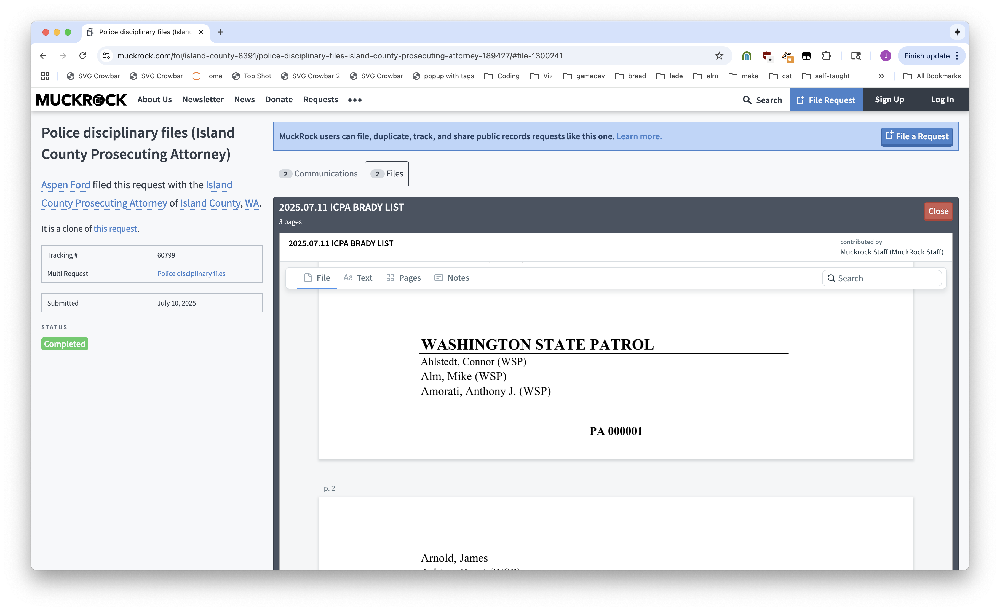 Police disciplinary files (Islan
muckrock.com/foi/island-county-8391/police-disciplinary-files-island-county-prosecuting-attorney-189427/#file-1300241
9
6
J
Finish update
SVG Crowbar
SVG Crowbar
Home
Top Shot
SVG Crowbar 2
SVG Crowbar
popup with tags
Coding
Viz
gamedev
bread
lede
elrn
make
cat
self-taught
All Bookmarks
MUCKROCK
About Us
Newsletter
News
Donate
Requests
Search
File Request
Sign Up
Log In
Police disciplinary files (Island
County Prosecuting Attorney)
Aspen Ford filed this request with the Island
County Prosecuting Attorney of Island County, WA.
It is a clone of this request.
Tracking # 60799
Multi Request Police disciplinary files
Submitted July 10, 2025
STATUS
Completed
MuckRock users can file, duplicate, track, and share public records requests like this one. Learn more.
File a Request
2 Communications
2 Files
2025.07.11 ICPA BRADY LIST
3 pages
Close
2025.07.11 ICPA BRADY LIST
contributed by
Muckrock Staff (MuckRock Staff)
File
Aa Text
Pages
Notes
Search
WASHINGTON STATE PATROL
Ahlstedt, Connor (WSP)
Alm, Mike (WSP)
Amorati, Anthony J. (WSP)
PA 000001
p. 2
Arnold, James